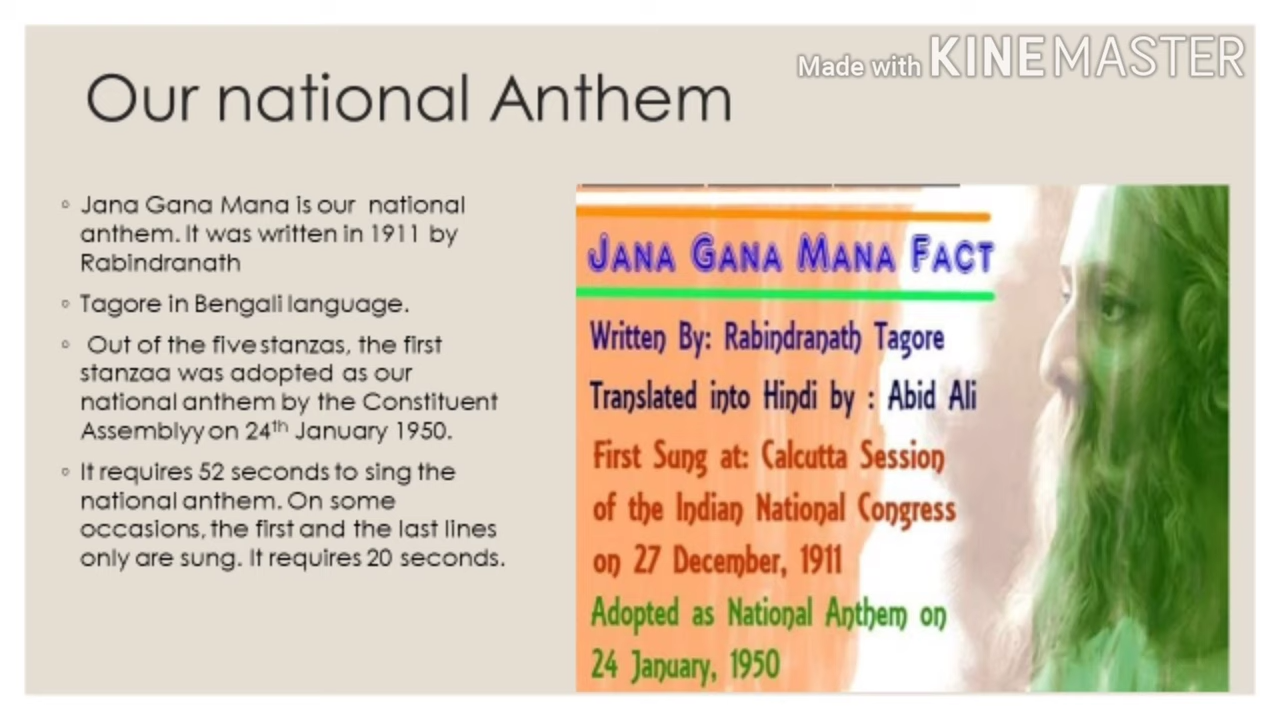 Made with KINEMASTER
Our national Anthem
◦ Jana Gana Mana is our national
anthem. It was written in 1911 by
Rabindranath
◦ Tagore in Bengali language.
◦ Out of the five stanzas, the first
stanzaa was adopted as our
national anthem by the Constituent
Assemblyy on 24th January 1950.
◦ It requires 52 seconds to sing the
national anthem. On some
occasions, the first and the last lines
only are sung. It requires 20 seconds.
JANA GANA MANA FACT
Written By: Rabindranath Tagore
Translated into Hindi by : Abid Ali
First Sung at: Calcutta Session
of the Indian National Congress
on 27 December, 1911
Adopted as National Anthem on
24 January, 1950